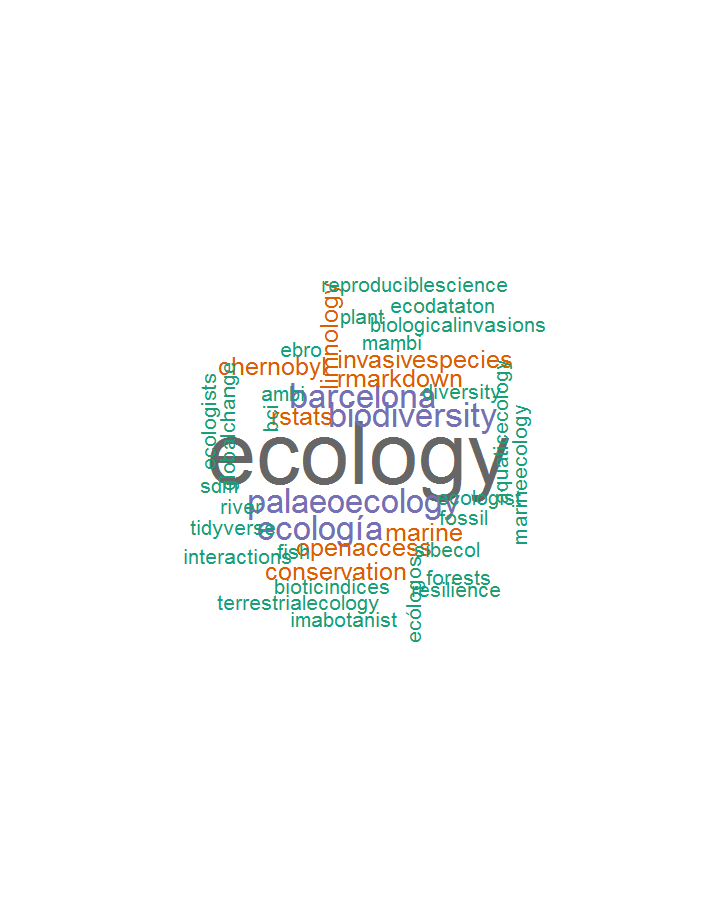 reproduciblescience
limnology
ecodataton
plant
biologicalinvasions
mambi
ebro
chernobyl
invasivespecies
rmarkdown
ecologists
globalchange
ambi
barcelona
diversity
bci
rstats
biodiversity
aquaticecology
marineecology
ecology
sdm
palaeoecology
ecologist
river
fossil
tidyverse
ecología
marine
interactions
fish
openaccess
sibecol
conservation
forests
bioticindices
resilience
ecólogos
terrestrialecology
imabotanist